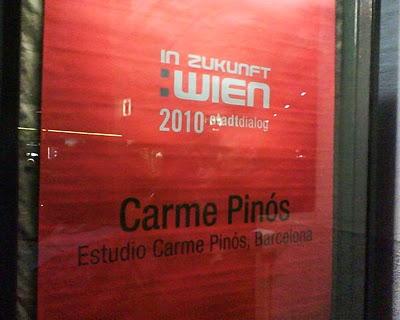 IN ZUKUNFT
:WIEN
2010 stadtdialog
Carme Pinós
Estudio Carme Pinós, Barcelona